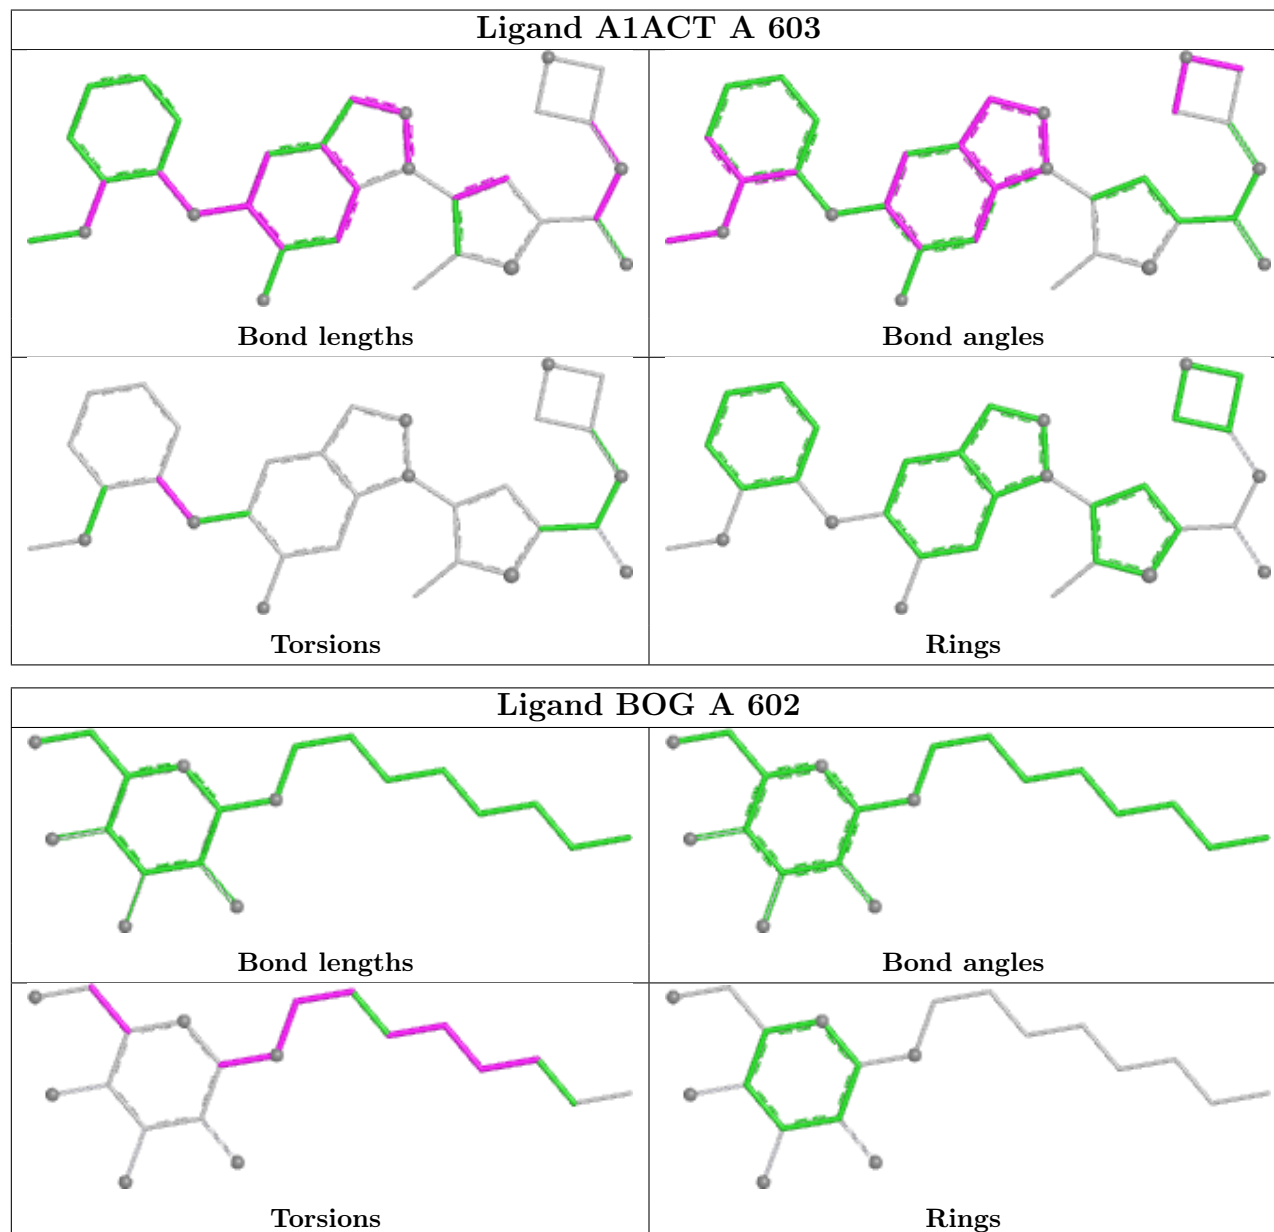 Ligand A1ACT A 603
Bond lengths
Bond angles
Torsions
Rings
Ligand BOG A 602
Bond lengths
Bond angles
Torsions
Rings